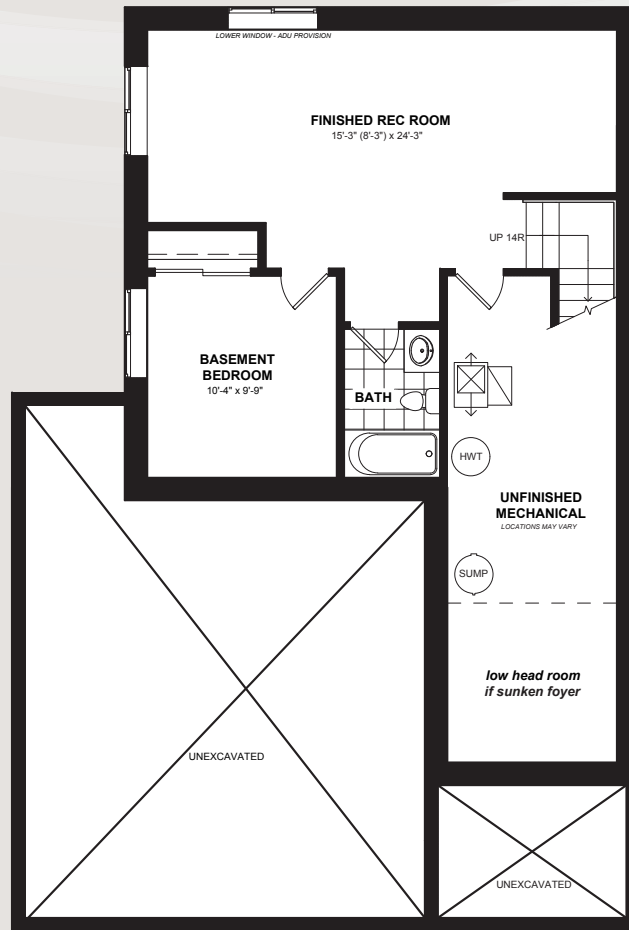 LOWER WINDOW - ADU PROVISION
FINISHED REC ROOM
15'-3" (8'-3") x 24'-3"
UP 14R
BASEMENT
BEDROOM
10'-4" x 9'-9"
BATH
HWT
UNFINISHED
MECHANICAL
LOCATIONS MAY VARY
SUMP
low head room
if sunken foyer
UNEXCAVATED
UNEXCAVATED